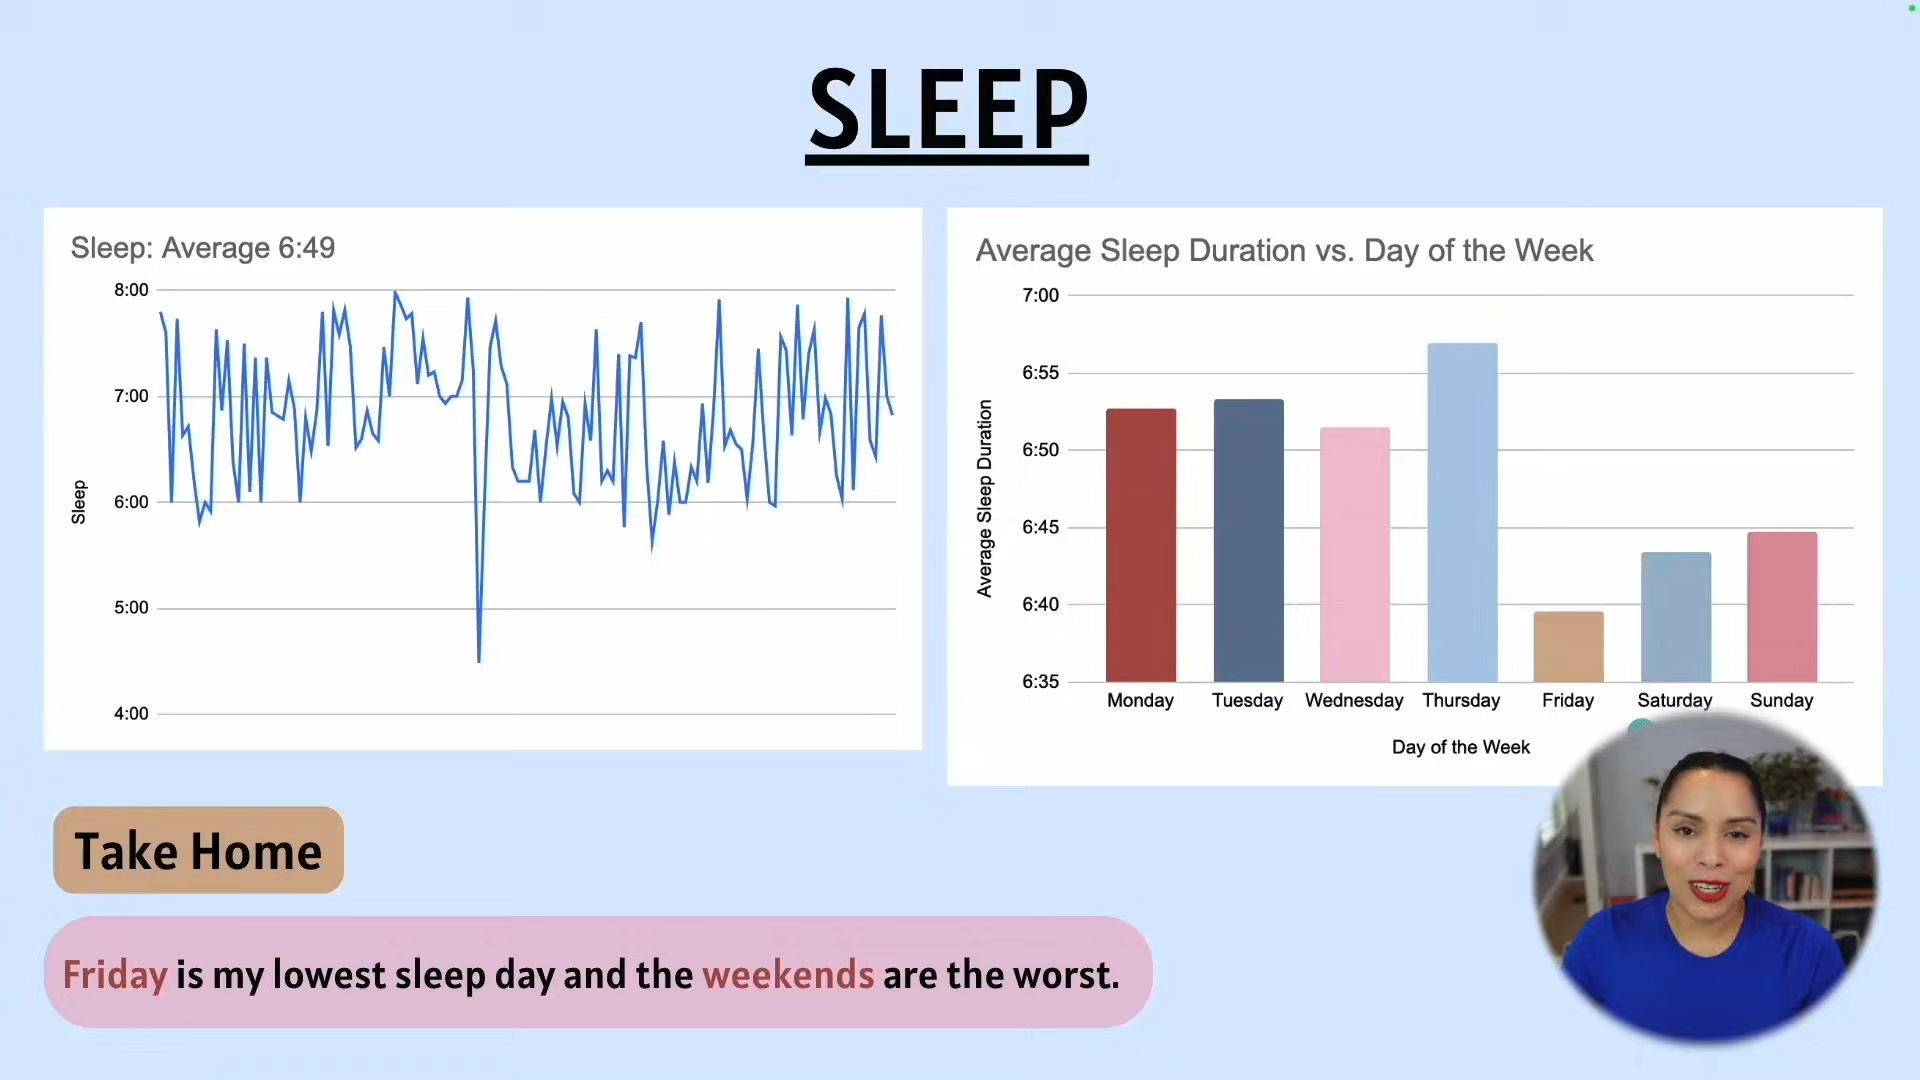 SLEEP
Sleep: Average 6:49
8:00
7:00
6:00
5:00
4:00
Sleep
Average Sleep Duration vs. Day of the Week
7:00
6:55
6:50
6:45
6:40
6:35
Average Sleep Duration
Monday Tuesday Wednesday Thursday Friday Saturday Sunday
Day of the Week
Take Home
Friday is my lowest sleep day and the weekends are the worst.